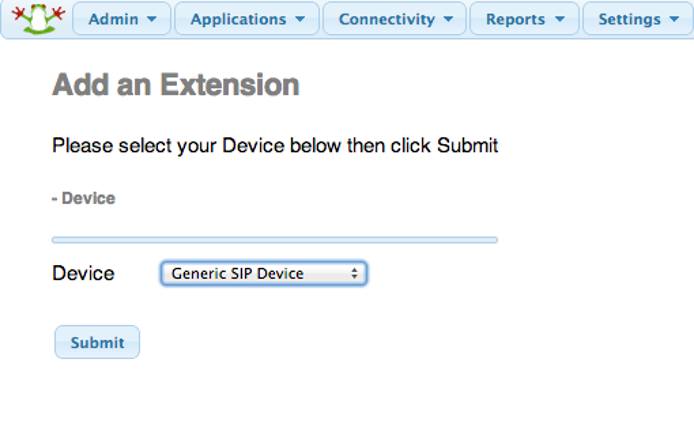 Admin Applications Connectivity Reports Settings
Add an Extension
Please select your Device below then click Submit
- Device
Device Generic SIP Device
Submit